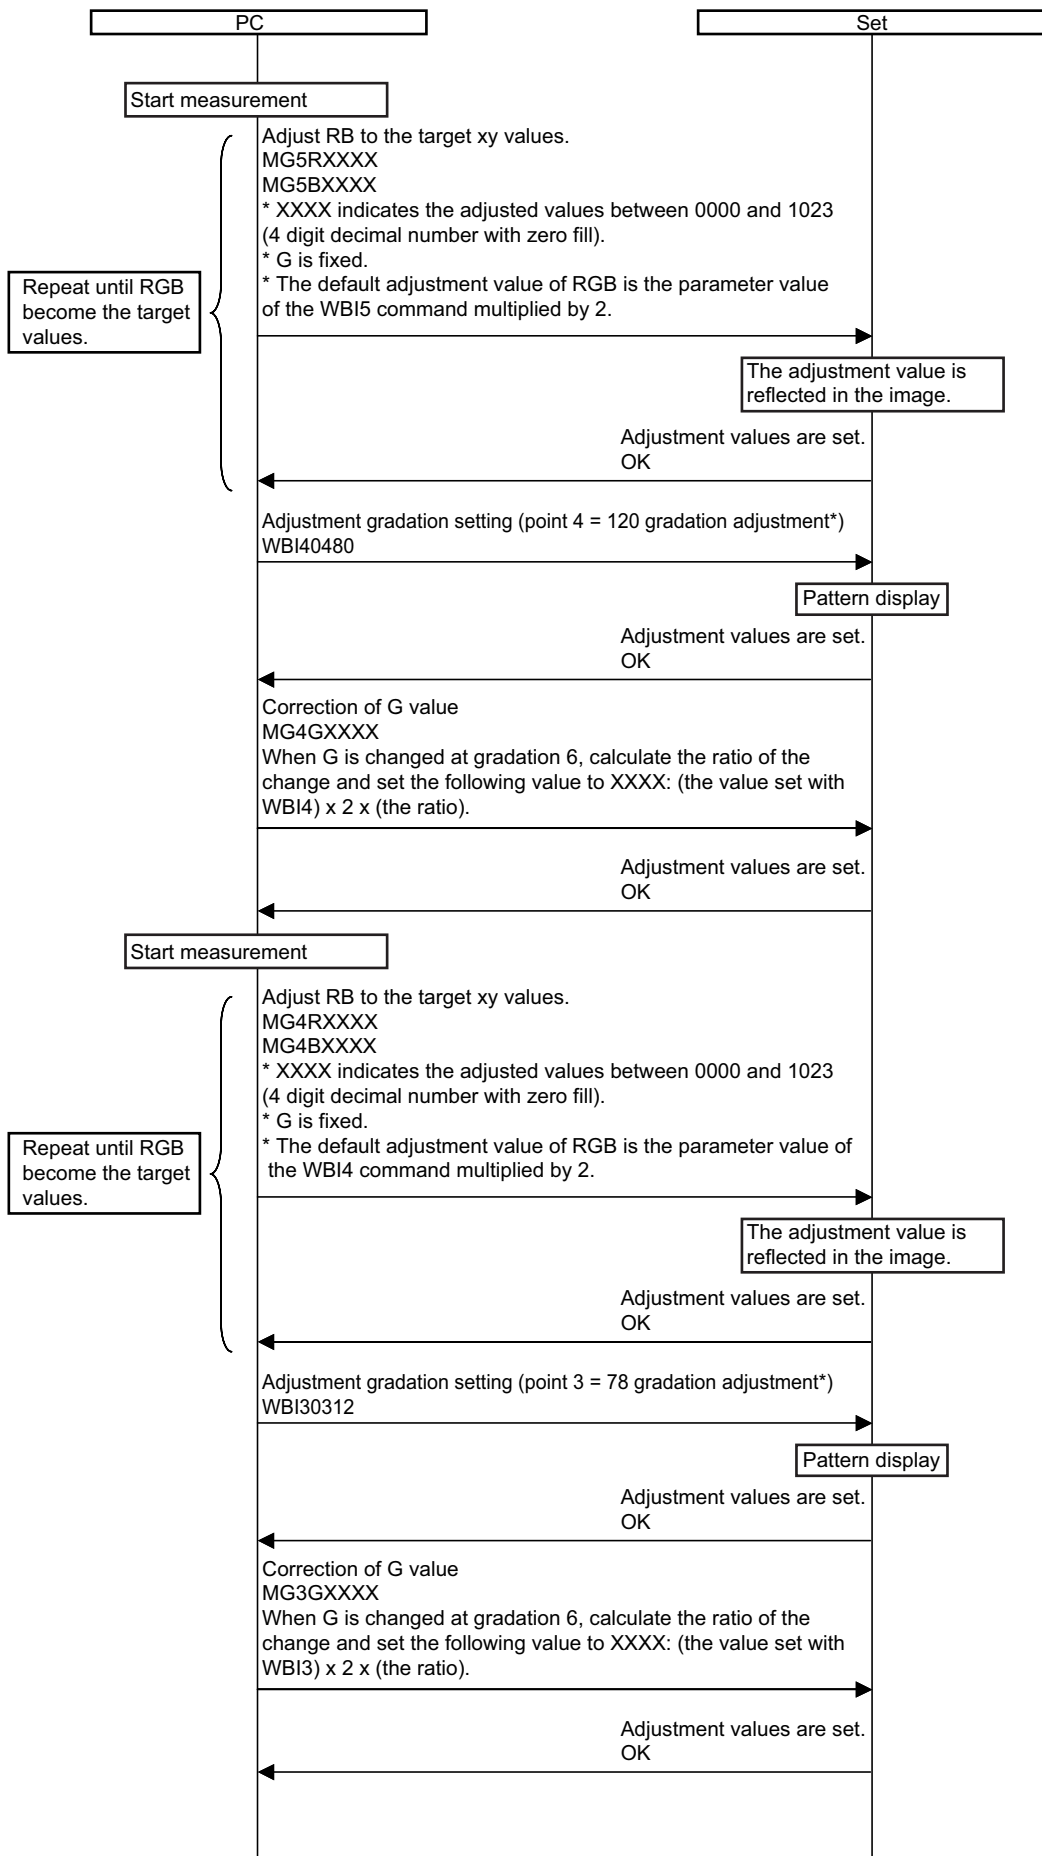 PC
Set
Start measurement
Adjust RB to the target xy values.
MG5RXXXX
MG5BXXXX
* XXXX indicates the adjusted values between 0000 and 1023
(4 digit decimal number with zero fill).
* G is fixed.
* The default adjustment value of RGB is the parameter value
of the WBI5 command multiplied by 2.
Repeat until RGB
become the target
values.
The adjustment value is
reflected in the image.
Adjustment values are set.
OK
Adjustment gradation setting (point 4 = 120 gradation adjustment*)
WBI40480
Pattern display
Adjustment values are set.
OK
Correction of G value
MG4GXXXX
When G is changed at gradation 6, calculate the ratio of the
change and set the following value to XXXX: (the value set with
WBI4) x 2 x (the ratio).
Adjustment values are set.
OK
Start measurement
Adjust RB to the target xy values.
MG4RXXXX
MG4BXXXX
* XXXX indicates the adjusted values between 0000 and 1023
(4 digit decimal number with zero fill).
* G is fixed.
* The default adjustment value of RGB is the parameter value of
the WBI4 command multiplied by 2.
Repeat until RGB
become the target
values.
The adjustment value is
reflected in the image.
Adjustment values are set.
OK
Adjustment gradation setting (point 3 = 78 gradation adjustment*)
WBI30312
Pattern display
Adjustment values are set.
OK
Correction of G value
MG3GXXXX
When G is changed at gradation 6, calculate the ratio of the
change and set the following value to XXXX: (the value set with
WBI3) x 2 x (the ratio).
Adjustment values are set.
OK